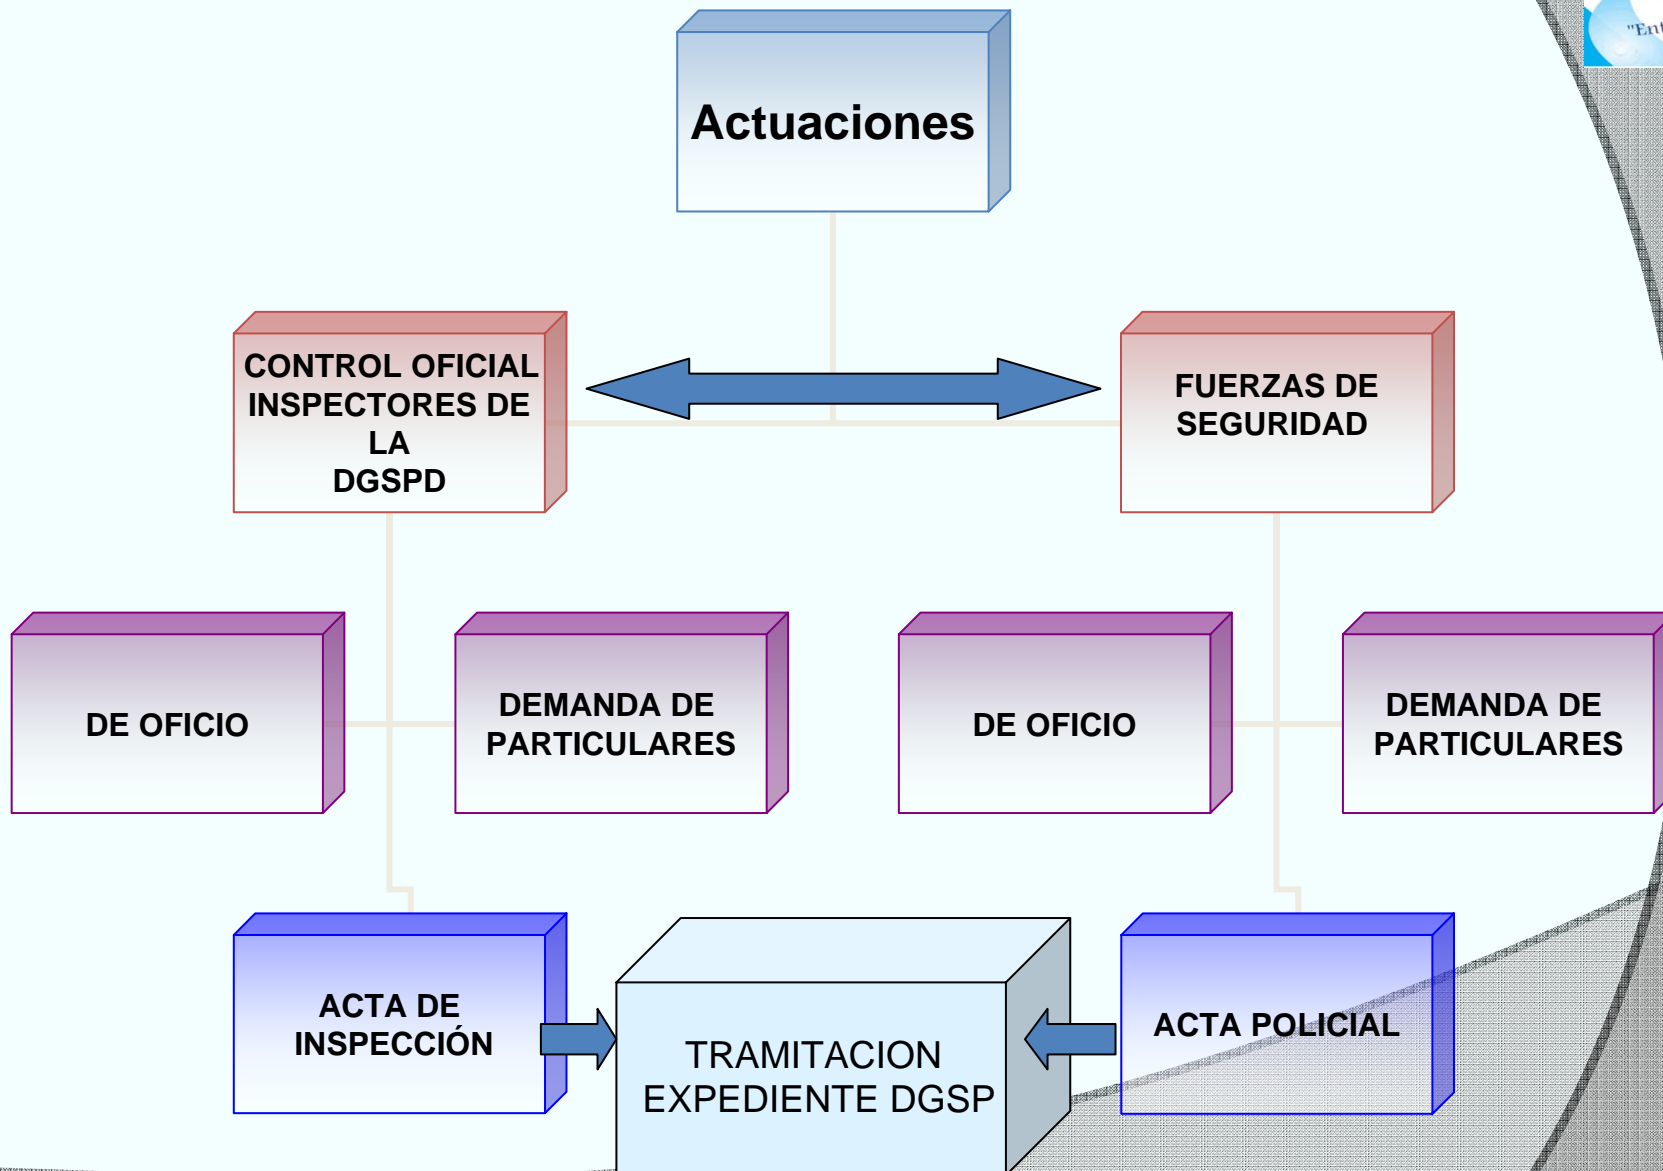 "Ent
Actuaciones
CONTROL OFICIAL
INSPECTORES DE
LA
DGSPD
FUERZAS DE
SEGURIDAD
DE OFICIO
DEMANDA DE
PARTICULARES
DE OFICIO
DEMANDA DE
PARTICULARES
ACTA DE
INSPECCIÓN
TRAMITACION
EXPEDIENTE DGSP
ACTA POLICIAL